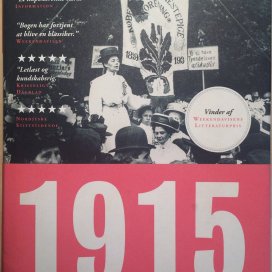 INFORMATION
"Bogen har fortjent
at blive en klassiker."
WEEKENDAVISEN
"Letlæst og
kundskabsrig.
KRISTELIGT
DAGBLAD
NORDJYSKE
STIFTSTIDENDE
Vinder af
WEEKENDAVISENS
LITTERATURPRIS
1915